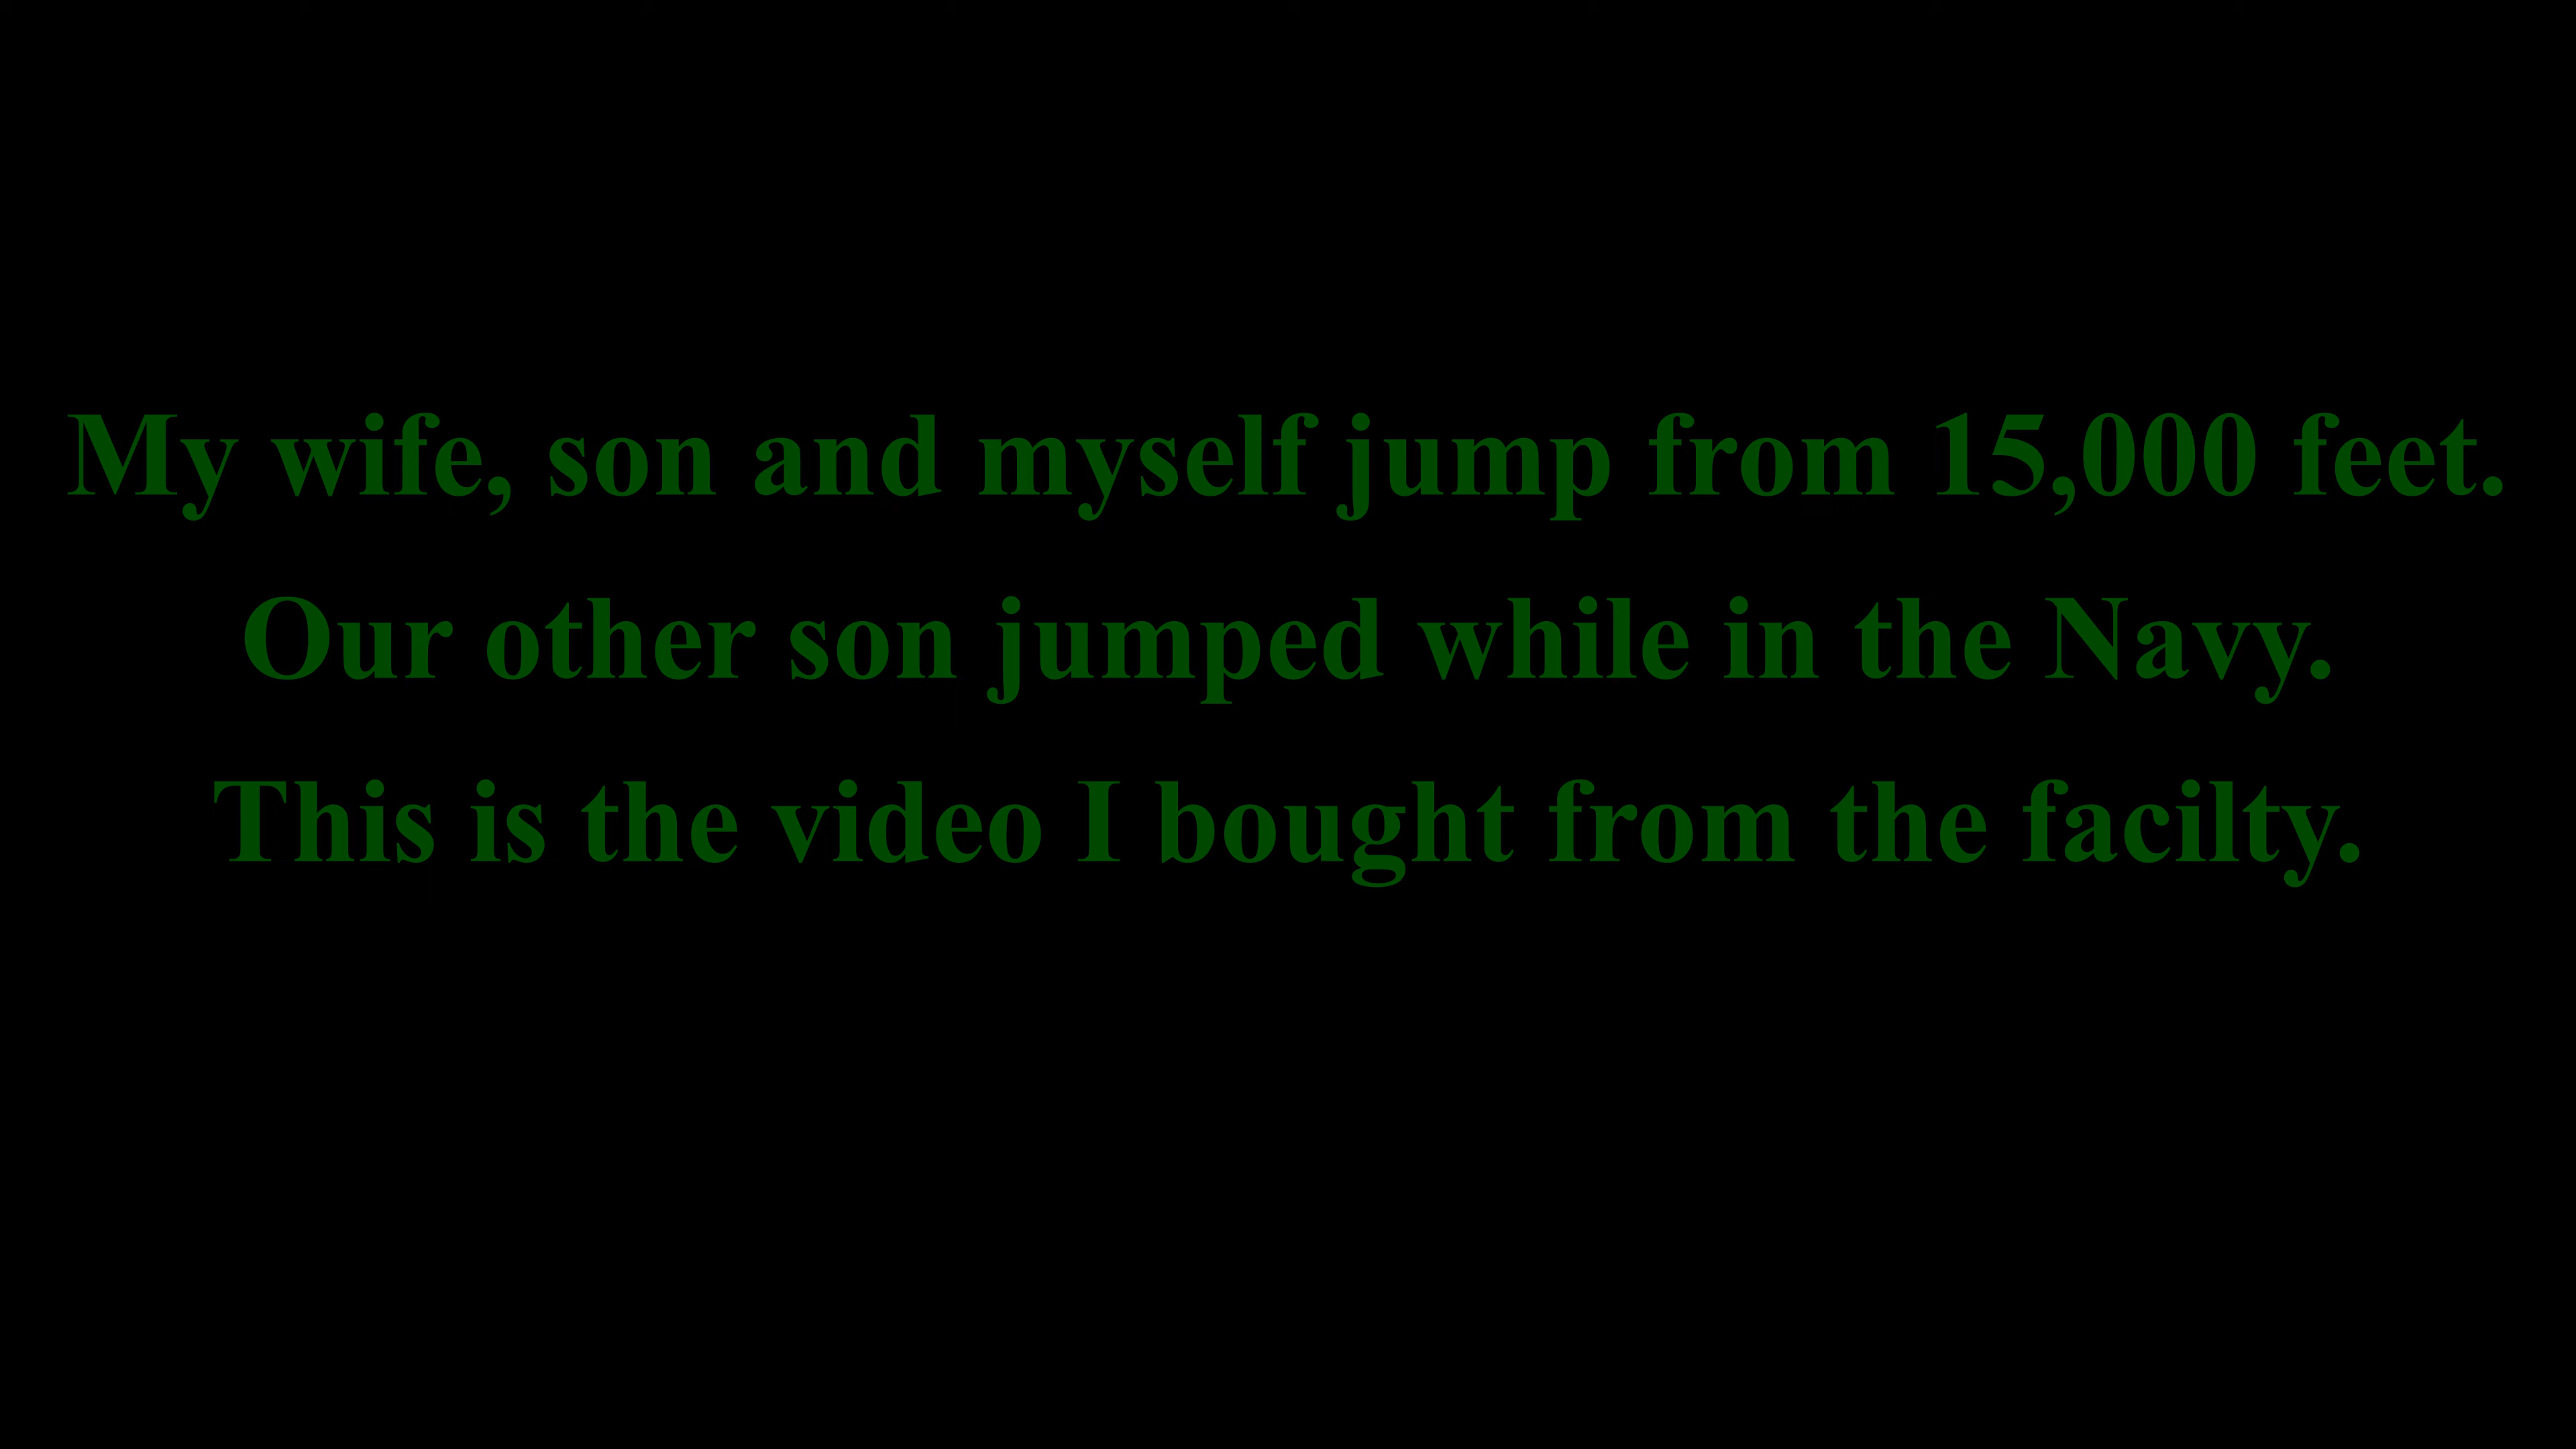 My wife, son and myself jump from 15,000 feet.
Our other son jumped while in the Navy.
This is the video I bought from the facilty.